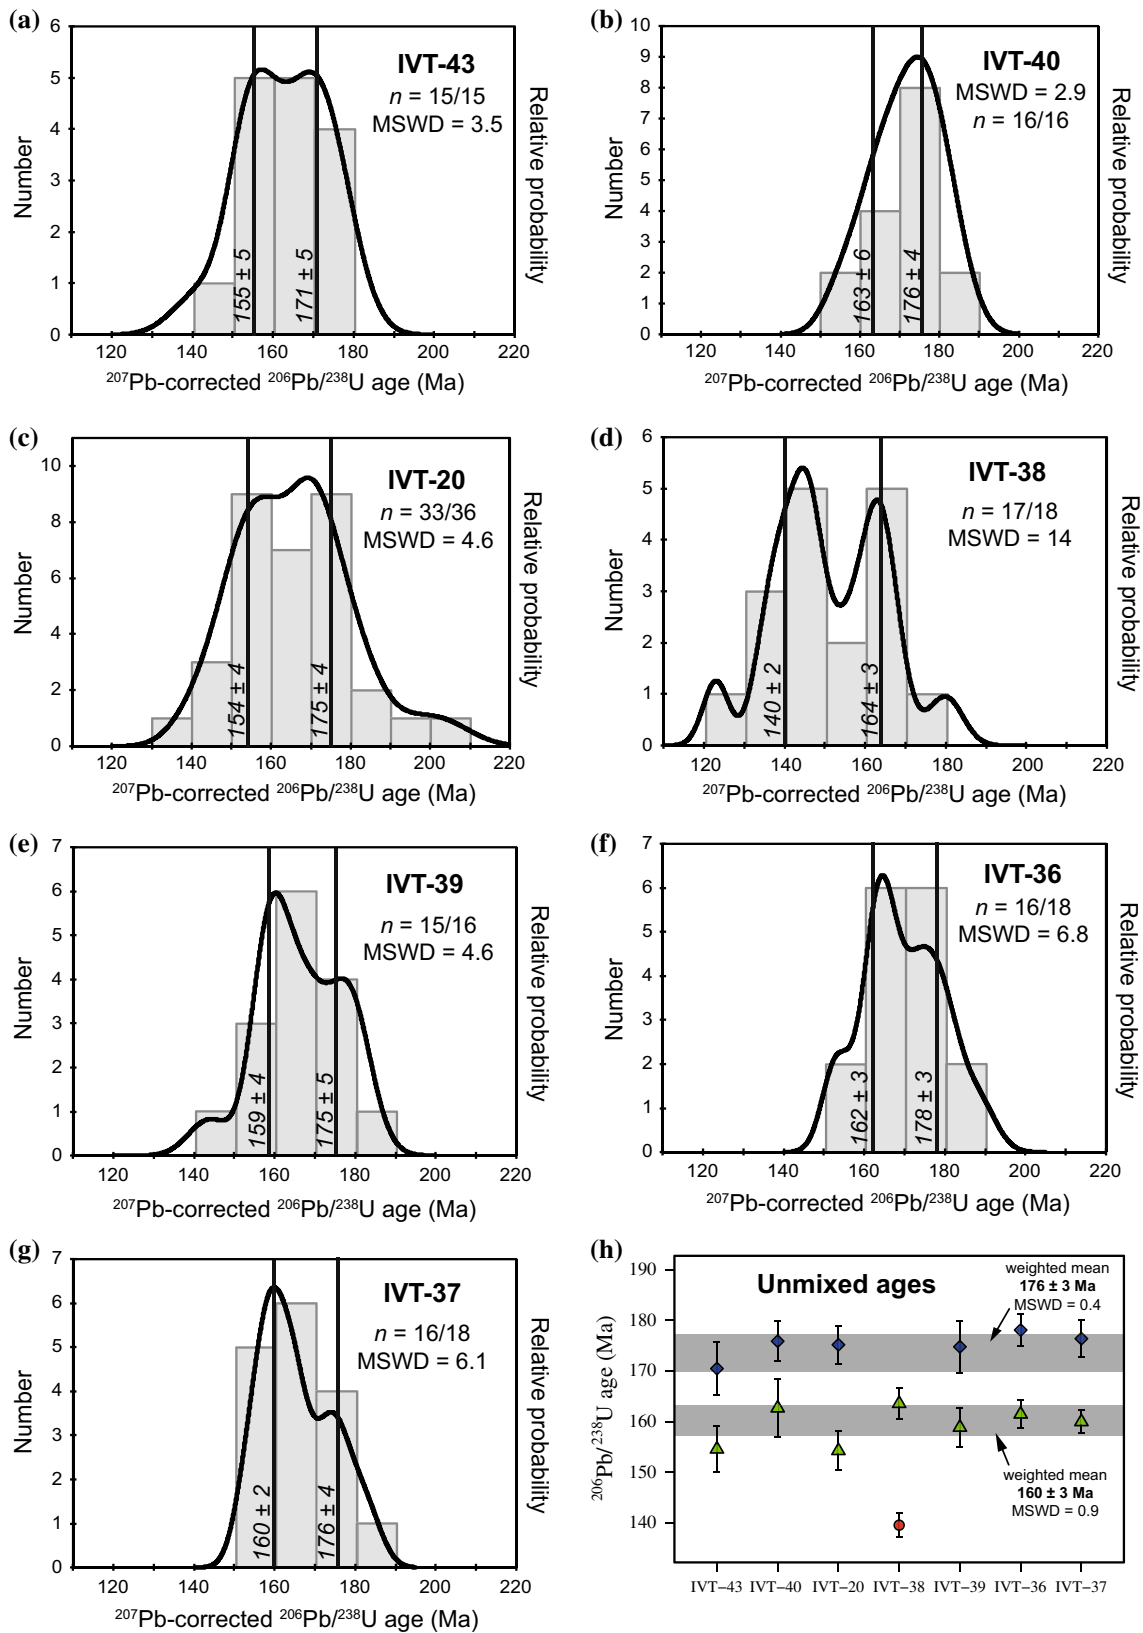 (a)
6
5
4
3
2
1
0
Number
IVT-43
n = 15/15
MSWD = 3.5
155 ± 5
171 ± 5
Relative probability
120 140 160 180 200 220
207Pb-corrected 206Pb/238U age (Ma)
(b)
10
9
8
7
6
5
4
3
2
1
0
Number
IVT-40
MSWD = 2.9
n = 16/16
163 ± 6
176 ± 4
Relative probability
120 140 160 180 200 220
207Pb-corrected 206Pb/238U age (Ma)
(c)
10
8
6
4
2
0
Number
IVT-20
n = 33/36
MSWD = 4.6
154 ± 4
175 ± 4
Relative probability
120 140 160 180 200 220
207Pb-corrected 206Pb/238U age (Ma)
(d)
6
5
4
3
2
1
0
Number
IVT-38
n = 17/18
MSWD = 14
140 ± 2
164 ± 3
Relative probability
120 140 160 180 200 220
207Pb-corrected 206Pb/238U age (Ma)
(e)
7
6
5
4
3
2
1
0
Number
IVT-39
n = 15/16
MSWD = 4.6
159 ± 4
175 ± 5
Relative probability
120 140 160 180 200 220
207Pb-corrected 206Pb/238U age (Ma)
(f)
7
6
5
4
3
2
1
0
Number
IVT-36
n = 16/18
MSWD = 6.8
162 ± 3
178 ± 3
Relative probability
120 140 160 180 200 220
207Pb-corrected 206Pb/238U age (Ma)
(g)
7
6
5
4
3
2
1
0
Number
IVT-37
n = 16/18
MSWD = 6.1
160 ± 2
176 ± 4
Relative probability
120 140 160 180 200 220
207Pb-corrected 206Pb/238U age (Ma)
(h)
190
180
170
160
150
140
206Pb/238U age (Ma)
Unmixed ages
weighted mean
176 ± 3 Ma
MSWD = 0.4
weighted mean
160 ± 3 Ma
MSWD = 0.9
IVT−43 IVT−40 IVT−20 IVT−38 IVT−39 IVT−36 IVT−37